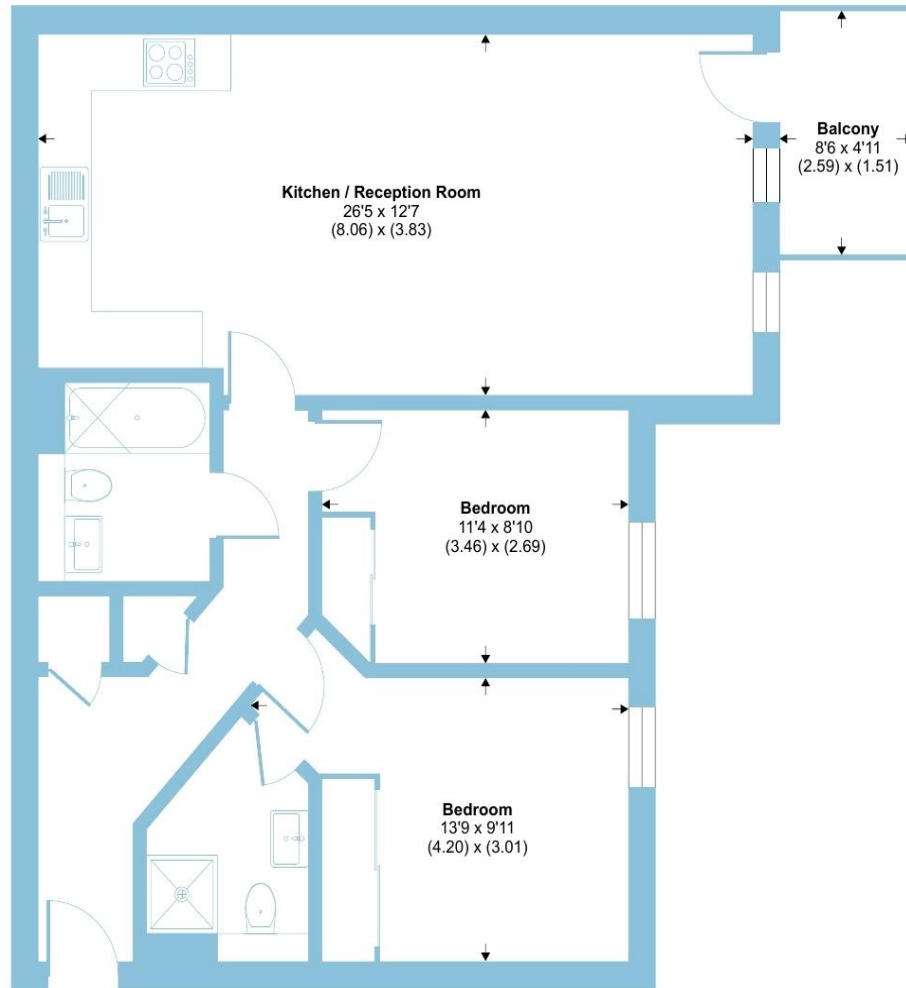 Balcony
8'6 x 4'11
(2.59) x (1.51)
Kitchen / Reception Room
26'5 x 12'7
(8.06) x (3.83)
Bedroom
11'4 x 8'10
(3.46) x (2.69)
Bedroom
13'9 x 9'11
(4.20) x (3.01)